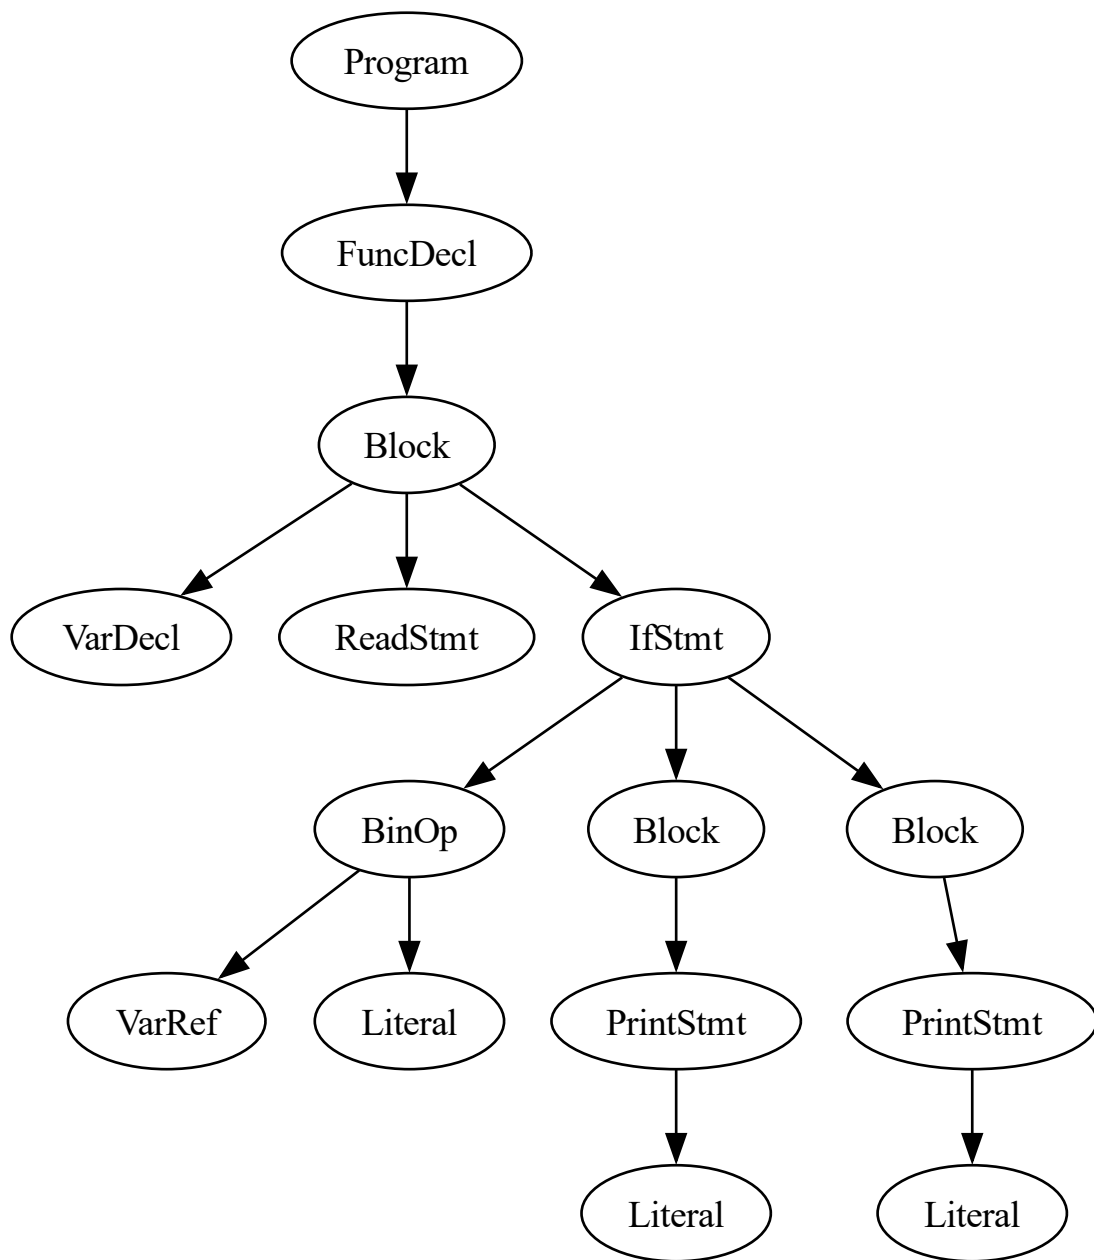 Program
FuncDecl
Block
VarDecl
ReadStmt
IfStmt
BinOp
Block
Block
VarRef
Literal
PrintStmt
PrintStmt
Literal
Literal